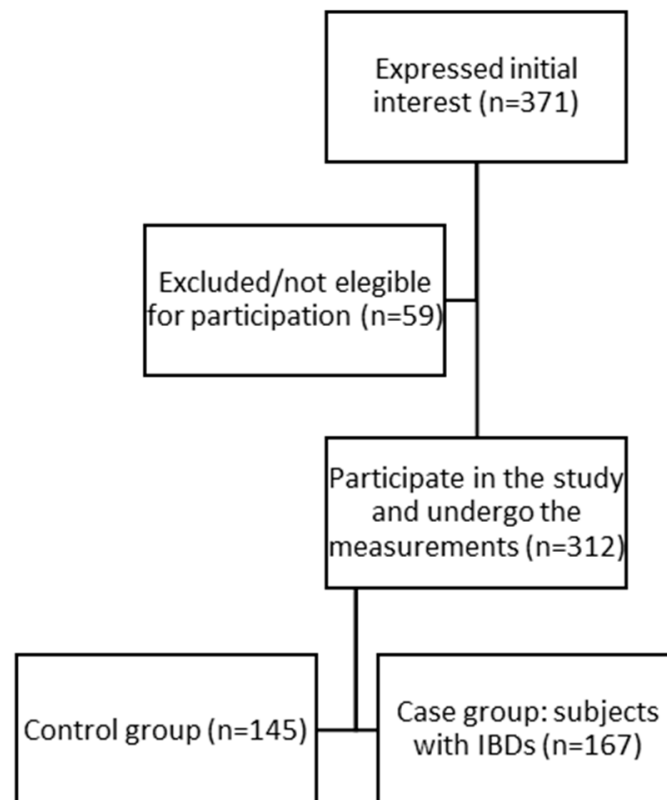 Expressed initial
interest (n=371)
Excluded/not elegible
for participation (n=59)
Participate in the study
and undergo the
measurements (n=312)
Control group (n=145)
Case group: subjects
with IBDs (n=167)